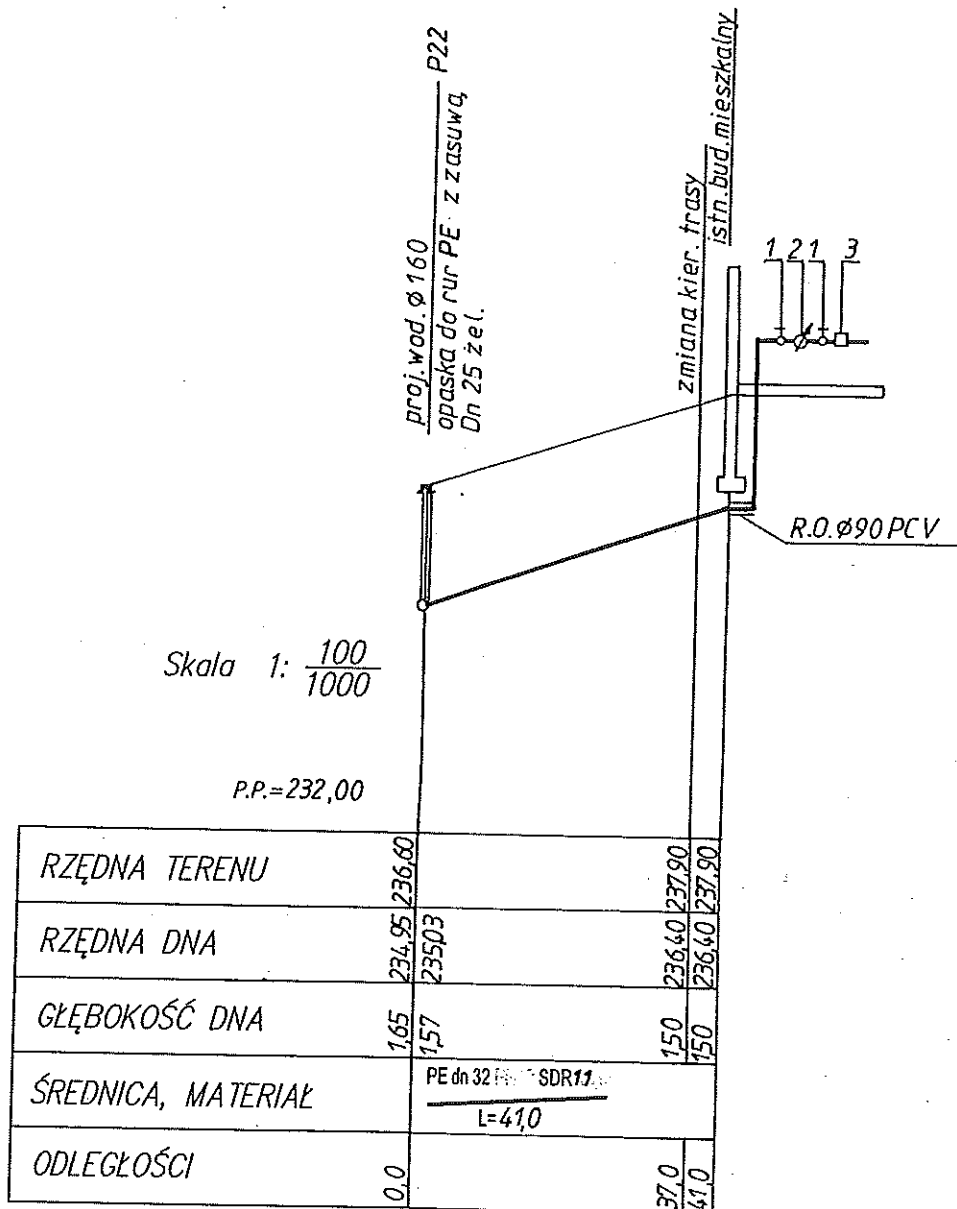 proj.wod. ø 160 P22
opaska do rur PE z zasuwą
Dn 25 żel.
zmiana kier. trasy
istn.bud.mieszkalny
1 2 1 3
R.O.ø90 PCV
Skala 1: 100
1000
P.P.=232,00
RZĘDNA TERENU 236,60 237,90 237,90
RZĘDNA DNA 234,95 235,03 236,40 236,40
GŁĘBOKOŚĆ DNA 1,65 1,57 1,50 1,50
ŚREDNICA, MATERIAŁ PE dn 32 SDR11
L=41,0
ODLEGŁOŚCI 0,0 37,0 41,0